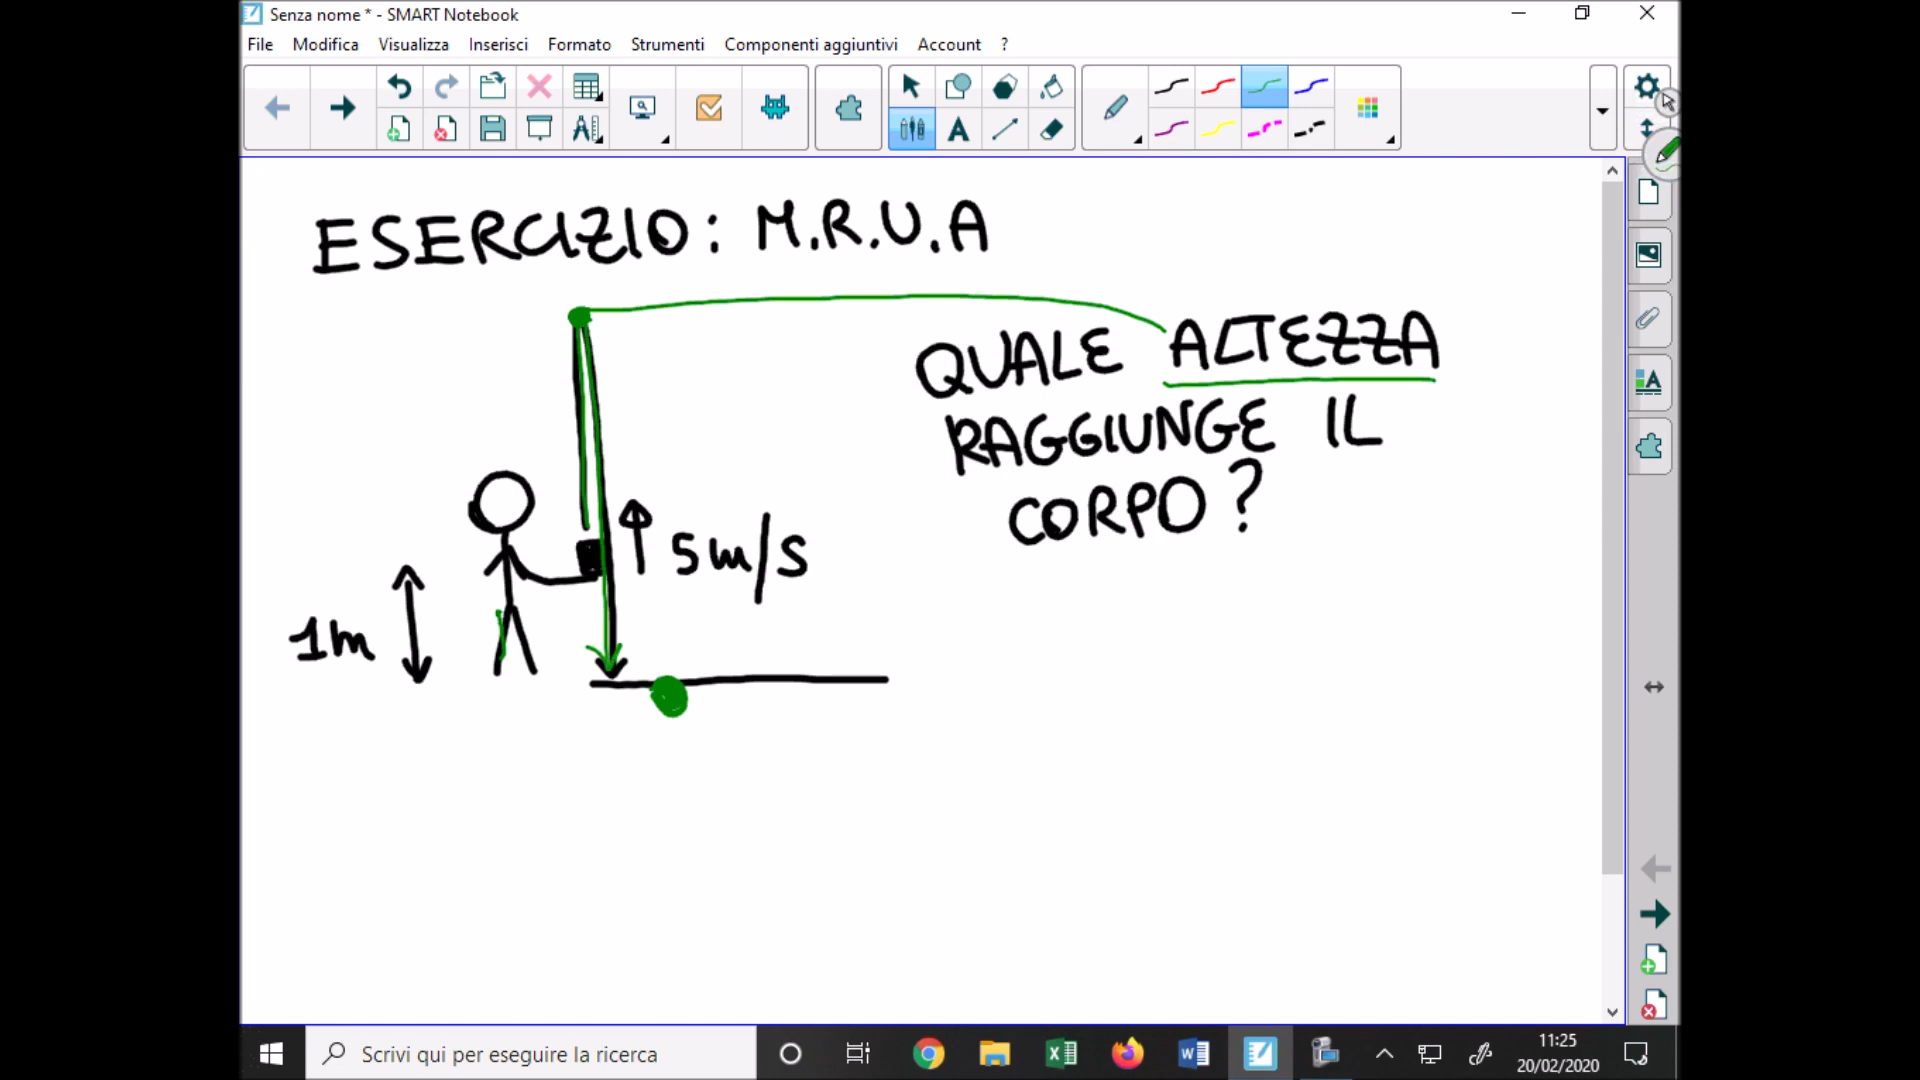 Senza nome * - SMART Notebook
File Modifica Visualizza Inserisci Formato Strumenti Componenti aggiuntivi Account ?
ESERCIZIO: M.R.U.A
QUALE ALTEZZA
RAGGIUNGE IL
CORPO?
5m/s
1m
Scrivi qui per eseguire la ricerca
11:25
20/02/2020